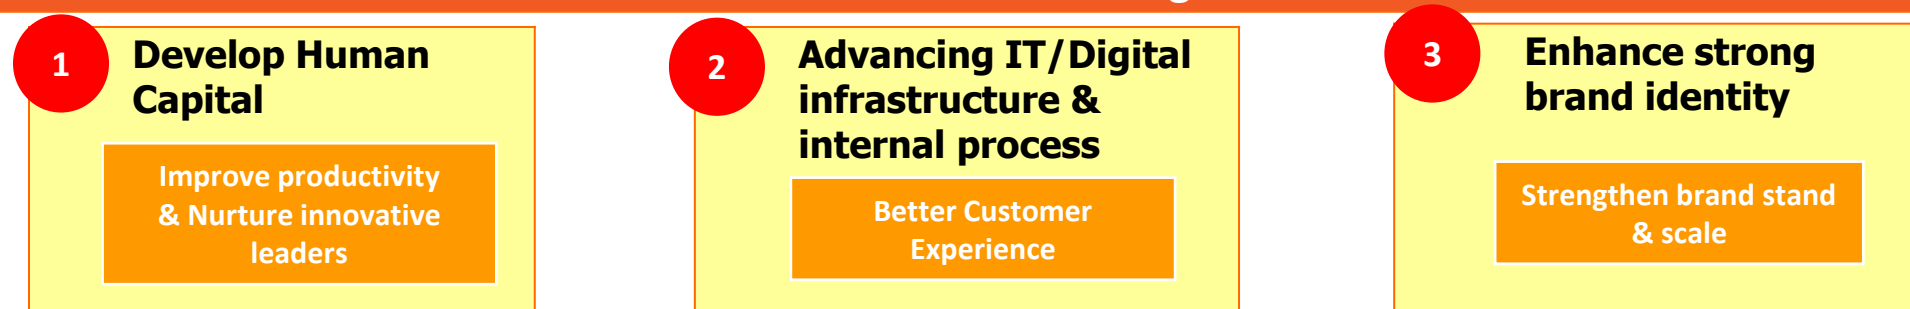 1
Develop Human
Capital
Improve productivity
& Nurture innovative
leaders
2
Advancing IT/Digital
infrastructure &
internal process
Better Customer
Experience
3
Enhance strong
brand identity
Strengthen brand stand
& scale